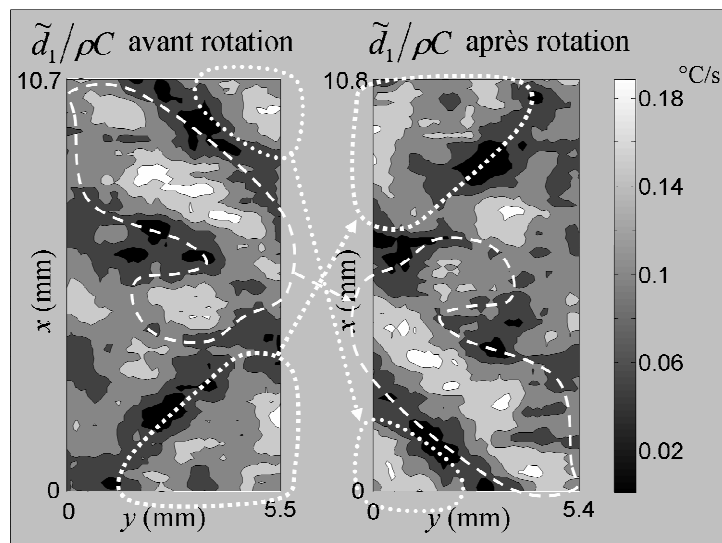 d̃₁/ρC avant rotation
d̃₁/ρC après rotation
°C/s
10.7
10.8
0.18
0.14
0.1
0.06
0.02
x (mm)
x (mm)
0
0
0
5.5
0
5.4
y (mm)
y (mm)